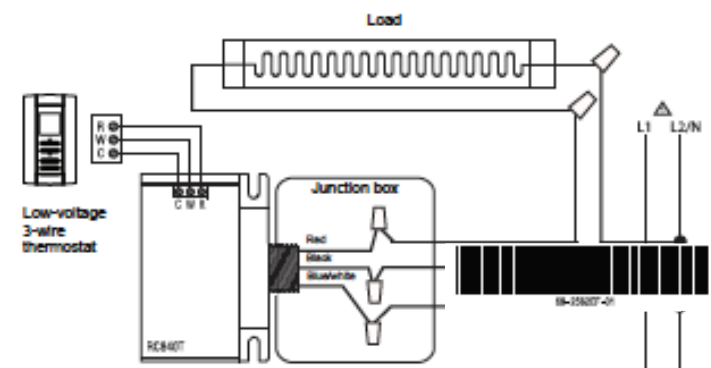 Load
L1 L2/N
R
W
C
Low-voltage
3-wire
thermostat
C W R
Junction box
Red
Black
Blue/white
RC840T